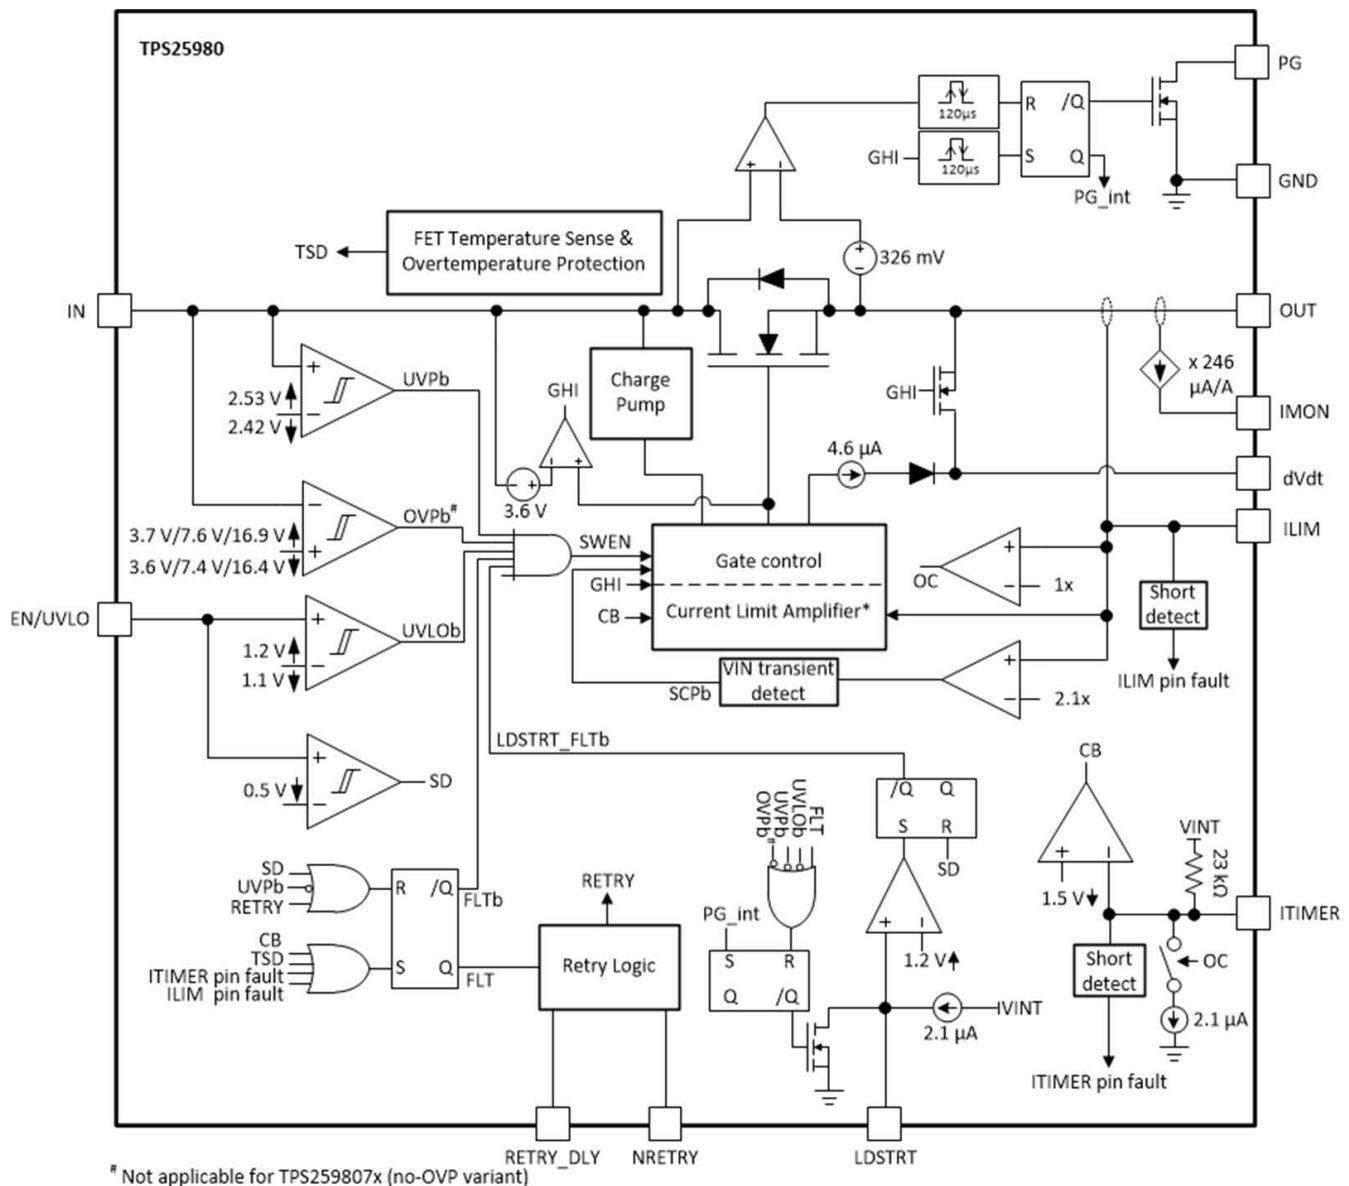 TPS25980
PG
120µs
R
/Q
GHI
120µs
S
Q
PG_int
GND
TSD
FET Temperature Sense &
Overtemperature Protection
326 mV
IN
OUT
+
-
UVPb
2.53 V
2.42 V
GHI
Charge
Pump
GHI
x 246
µA/A
IMON
4.6 µA
dVdt
3.6 V
OVPb#
3.7 V/7.6 V/16.9 V
3.6 V/7.4 V/16.4 V
SWEN
GHI
CB
Gate control
Current Limit Amplifier*
OC
1x
ILIM
Short
detect
ILIM pin fault
EN/UVLO
UVLOb
1.2 V
1.1 V
SCPb
VIN transient
detect
2.1x
LDSTRT_FLTb
0.5 V
SD
OVPb#
UVPb
UVLOb
FLT
/Q Q
S R
SD
CB
1.5 V
VINT
23 kΩ
ITIMER
SD
UVPb
RETRY
R /Q
FLTb
CB
TSD
ITIMER pin fault
ILIM pin fault
S Q
FLT
RETRY
Retry Logic
PG_int
S R
Q /Q
1.2 V
2.1 µA
VINT
Short
detect
OC
2.1 µA
ITIMER pin fault
RETRY_DLY
NRETRY
LDSTRT
# Not applicable for TPS259807x (no-OVP variant)